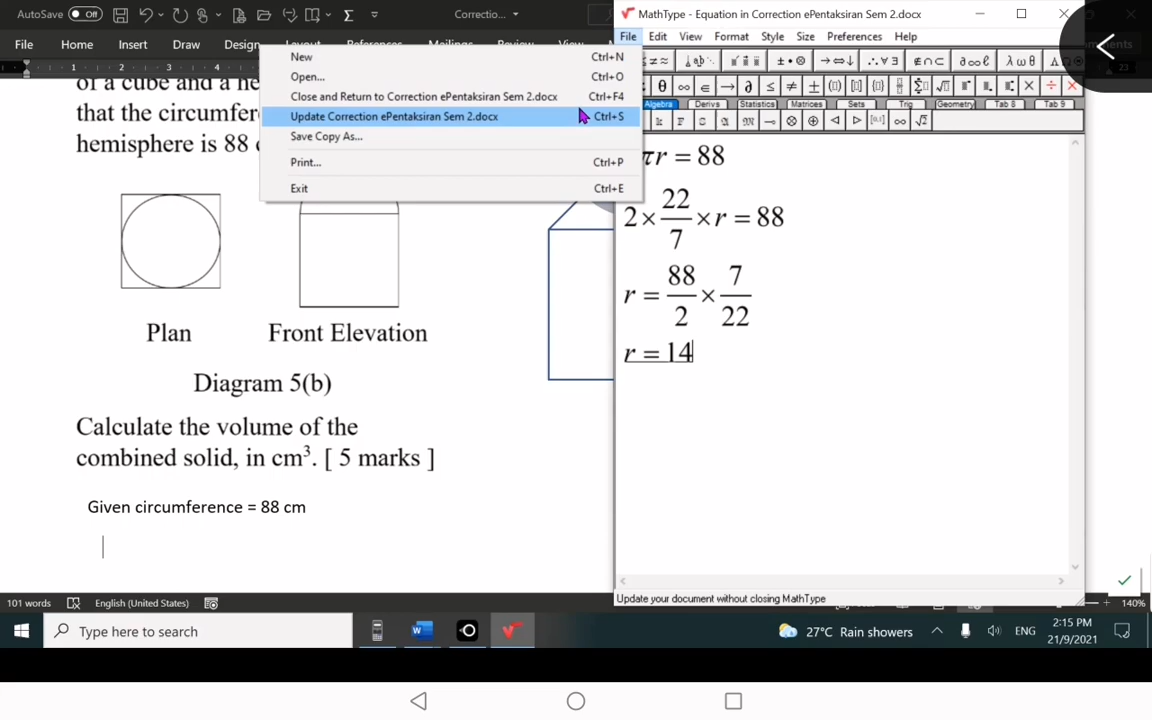 AutoSave Off Correctio...
MathType - Equation in Correction ePentaksiran Sem 2.docx
File Home Insert Draw Design
File Edit View Format Style Size Preferences Help
Algebra Derivs Statistics Matrices Sets Trig Geometry Tab 8 Tab 9
New Ctrl+N
Open... Ctrl+O
Close and Return to Correction ePentaksiran Sem 2.docx Ctrl+F4
Update Correction ePentaksiran Sem 2.docx Ctrl+S
Save Copy As...
Print... Ctrl+P
Exit Ctrl+E
of a cube and a he
that the circumfer
hemisphere is 88
Plan Front Elevation
Diagram 5(b)
Calculate the volume of the
combined solid, in cm³. [ 5 marks ]
Given circumference = 88 cm
πr = 88
2 × 22/7 × r = 88
r = 88/2 × 7/22
r = 14
Update your document without closing MathType
101 words English (United States) 140%
Type here to search
27°C Rain showers ENG
2:15 PM
21/9/2021